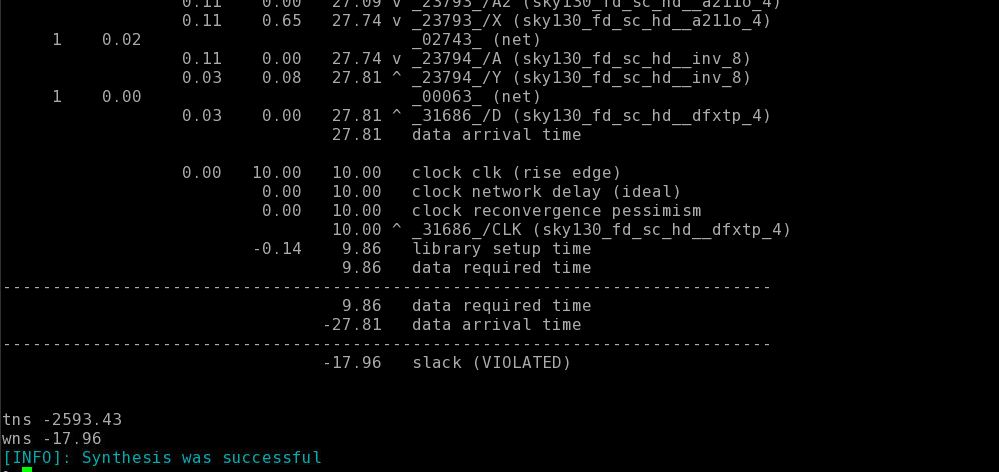 0.11 0.00 27.09 v _23793_/A2 (sky130_fd_sc_hd__a211o_4)
0.11 0.65 27.74 v _23793_/X (sky130_fd_sc_hd__a211o_4)
1 0.02 _02743_ (net)
0.11 0.00 27.74 v _23794_/A (sky130_fd_sc_hd__inv_8)
0.03 0.08 27.81 ^ _23794_/Y (sky130_fd_sc_hd__inv_8)
1 0.00 _00063_ (net)
0.03 0.00 27.81 ^ _31686_/D (sky130_fd_sc_hd__dfxtp_4)
27.81 data arrival time
0.00 10.00 10.00 clock clk (rise edge)
0.00 10.00 clock network delay (ideal)
0.00 10.00 clock reconvergence pessimism
10.00 ^ _31686_/CLK (sky130_fd_sc_hd__dfxtp_4)
-0.14 9.86 library setup time
9.86 data required time
-----------------------------------------------------------------------------
9.86 data required time
-27.81 data arrival time
-----------------------------------------------------------------------------
-17.96 slack (VIOLATED)
tns -2593.43
wns -17.96
[INFO]: Synthesis was successful